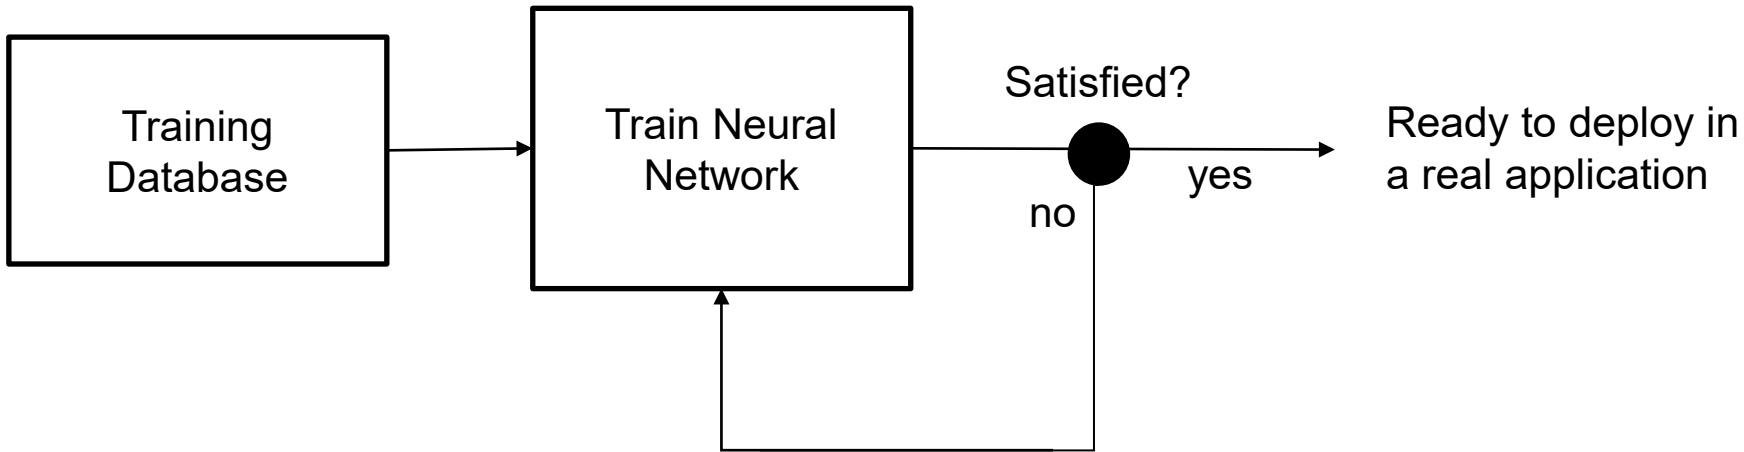 Training
Database
Train Neural
Network
Satisfied?
no
yes
Ready to deploy in
a real application